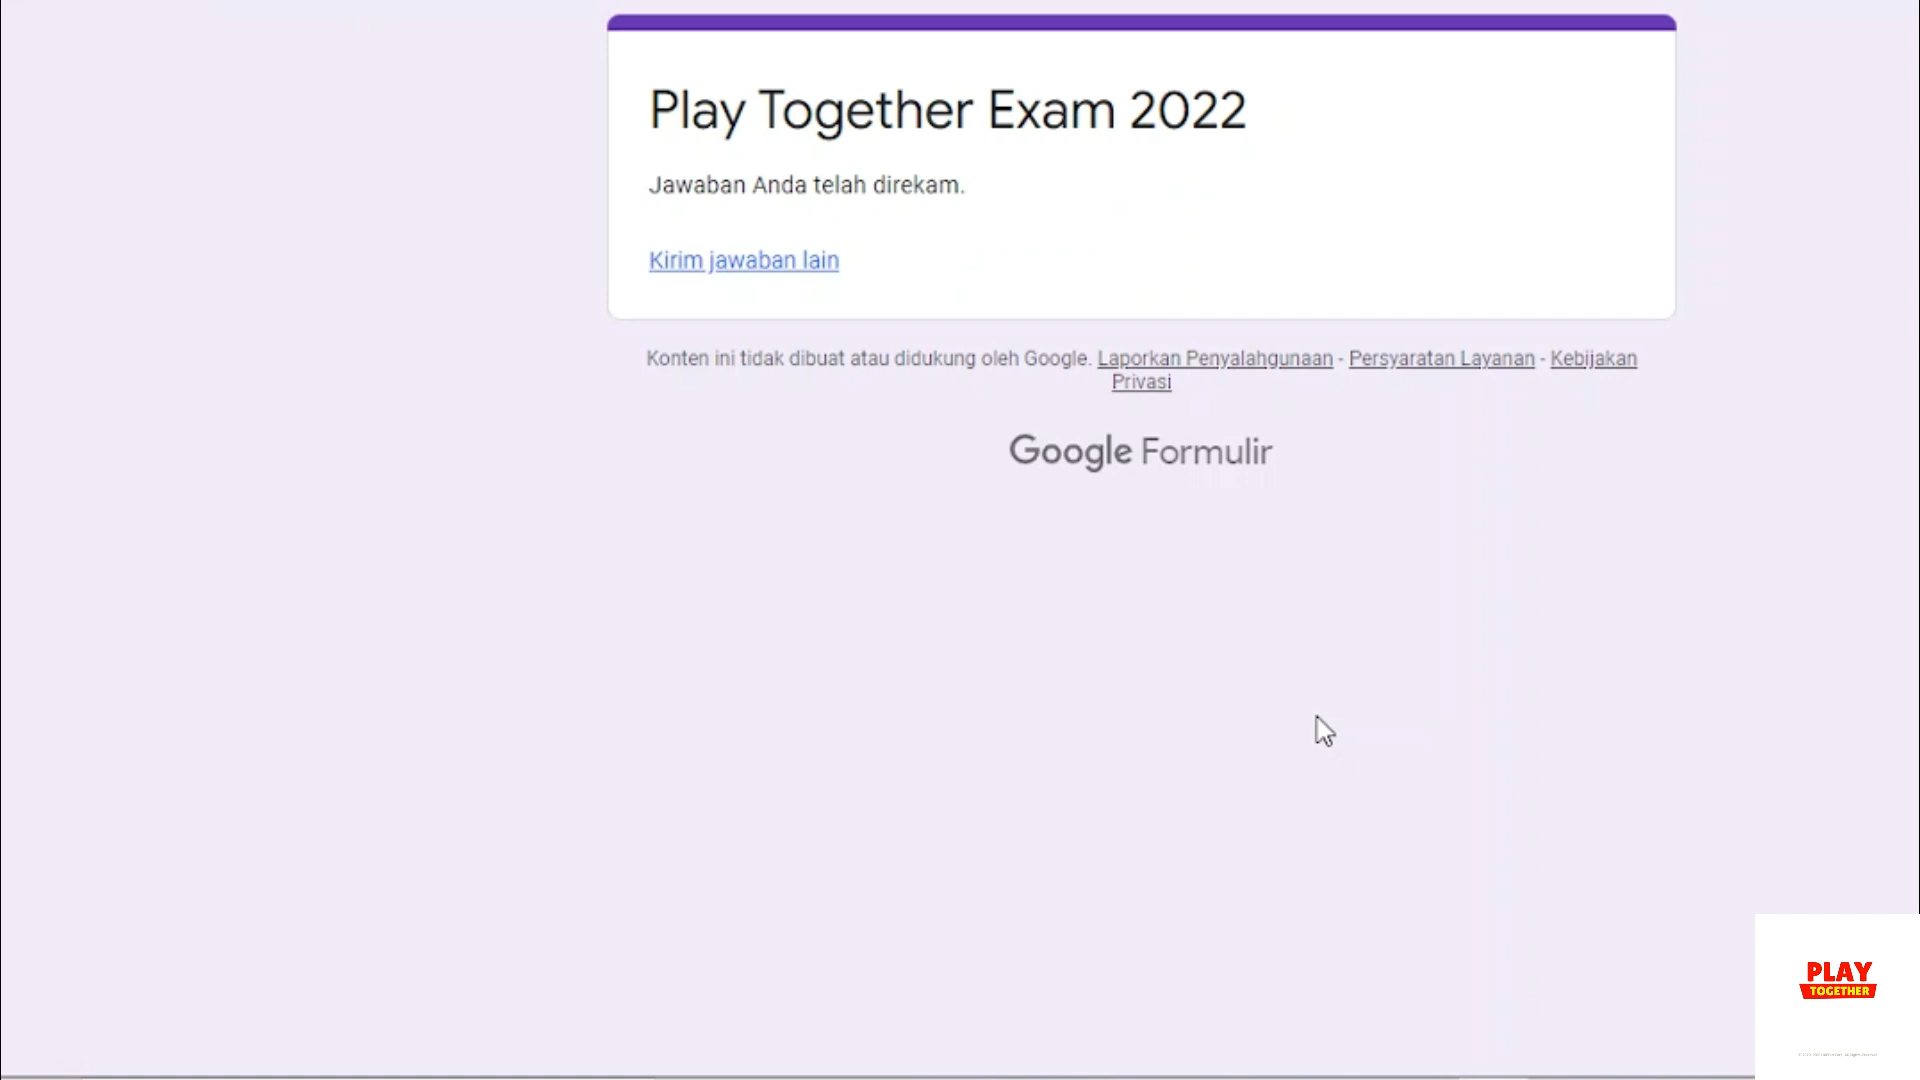 Play Together Exam 2022
Jawaban Anda telah direkam.
Kirim jawaban lain
Konten ini tidak dibuat atau didukung oleh Google. Laporkan Penyalahgunaan - Persyaratan Layanan - Kebijakan
Privasi
Google Formulir
PLAY
TOGETHER